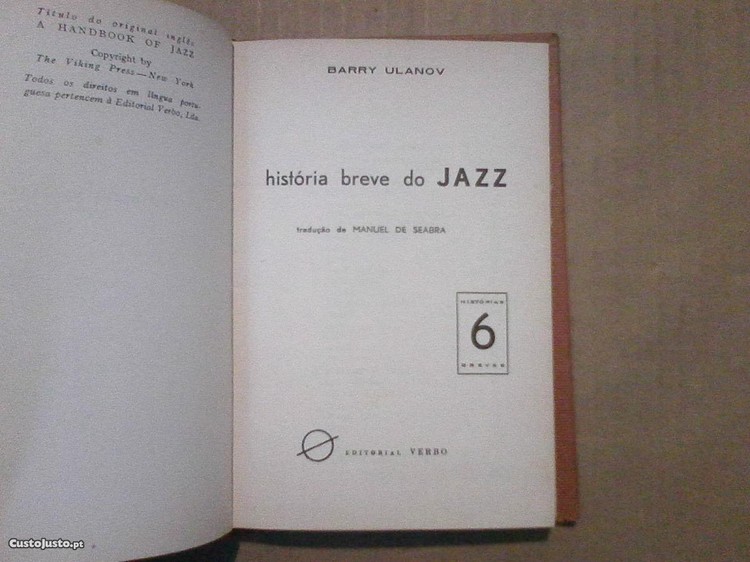 Título do original inglês
A HANDBOOK OF JAZZ
Copyright by
The Viking Press—New York
Todos os direitos em língua portu-
guesa pertencem à Editorial Verbo, Lda.
BARRY ULANOV
história breve do JAZZ
tradução de MANUEL DE SEABRA
HISTÓRIAS
6
BREVES
EDITORIAL VERBO
CustoJusto.pt